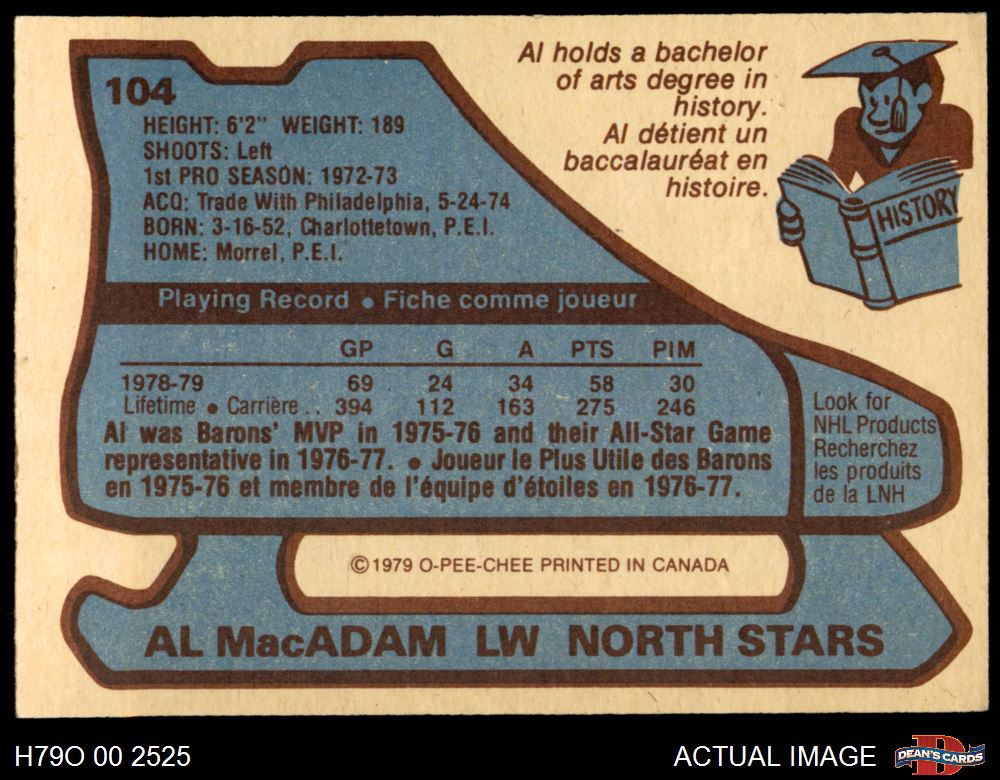 Al holds a bachelor
of arts degree in
history.
Al détient un
baccalauréat en
histoire.
HISTORY
104
HEIGHT: 6'2" WEIGHT: 189
SHOOTS: Left
1st PRO SEASON: 1972-73
ACQ: Trade With Philadelphia, 5-24-74
BORN: 3-16-52, Charlottetown, P.E.I.
HOME: Morrel, P.E.I.
Playing Record • Fiche comme joueur
GP G A PTS PIM
1978-79 69 24 34 58 30
Lifetime • Carrière .. 394 112 163 275 246
Al was Barons' MVP in 1975-76 and their All-Star Game
representative in 1976-77. • Joueur le Plus Utile des Barons
en 1975-76 et membre de l'équipe d'étoiles en 1976-77.
Look for
NHL Products
Recherchez
les produits
de la LNH
©1979 O-PEE-CHEE PRINTED IN CANADA
AL MacADAM LW NORTH STARS
H79O 00 2525
ACTUAL IMAGE
DEAN'S CARDS